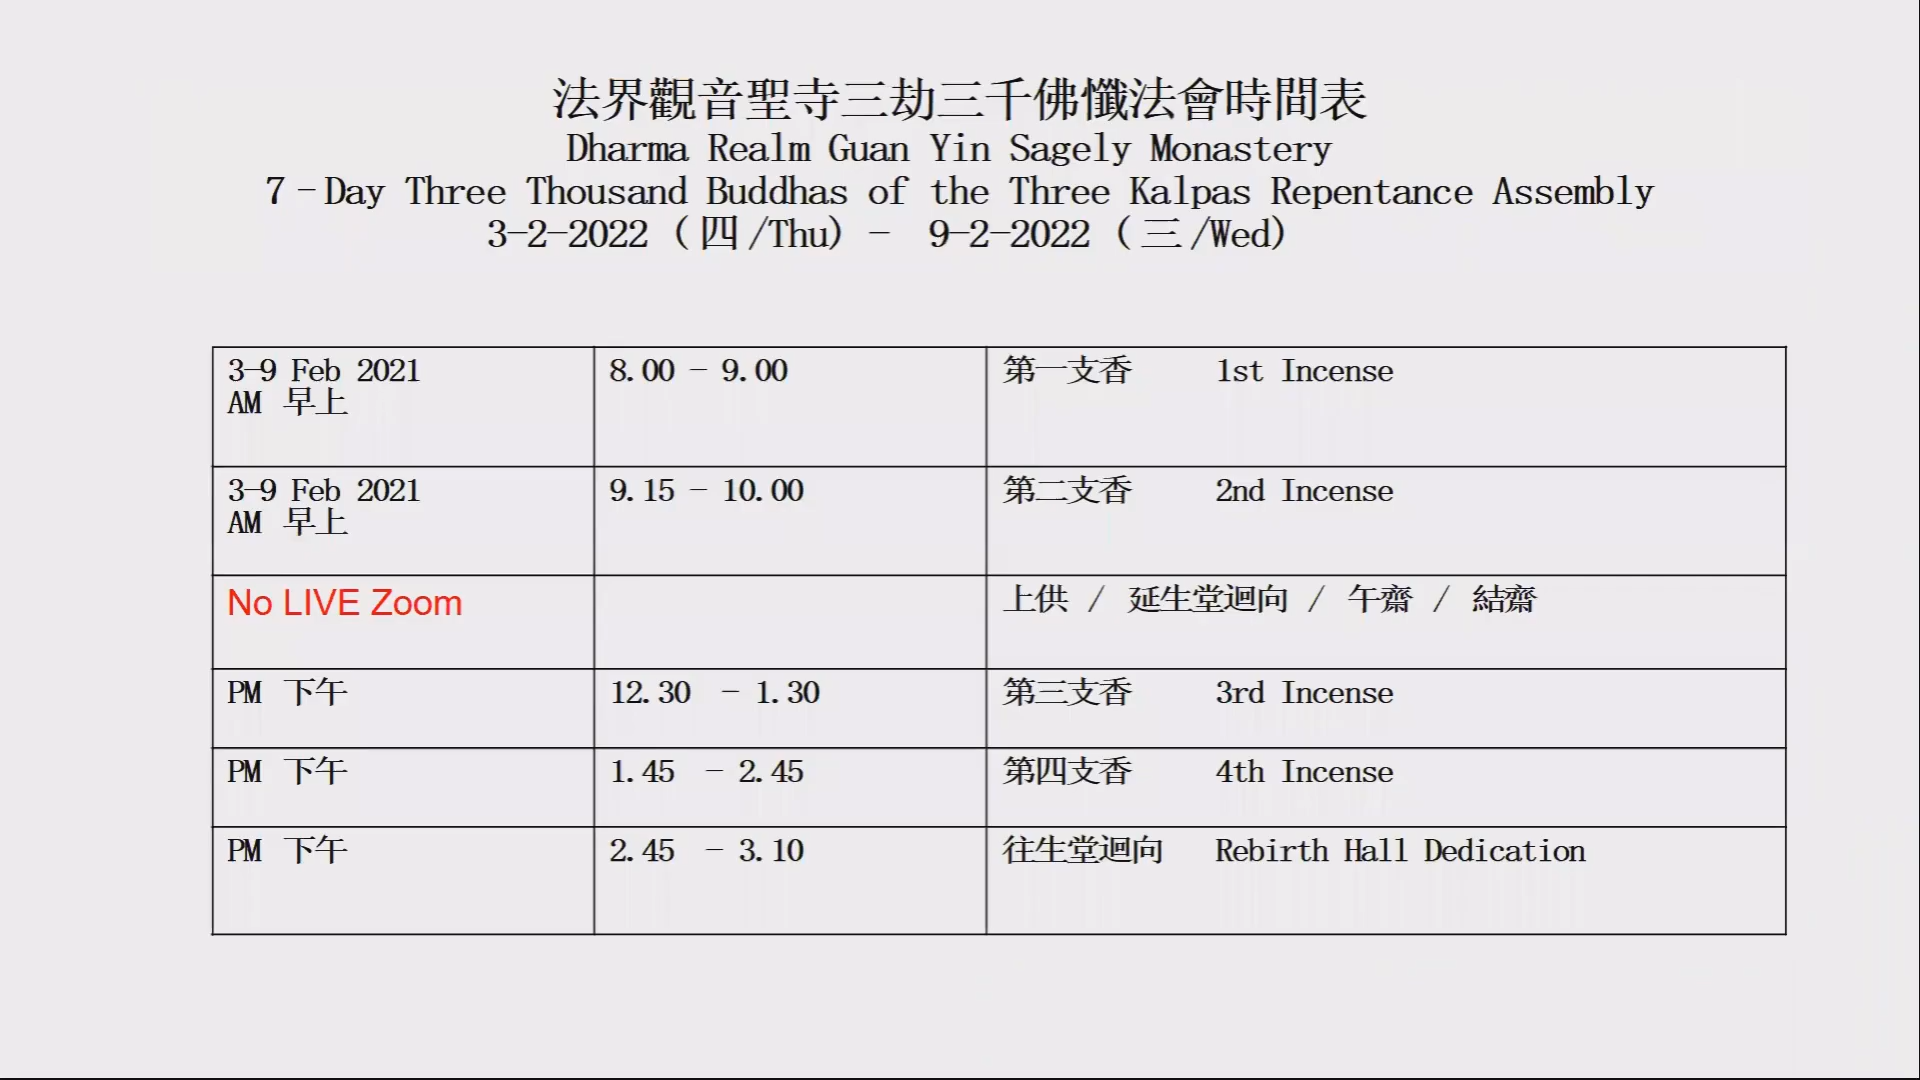 法界觀音聖寺三劫三千佛懺法會時間表
Dharma Realm Guan Yin Sagely Monastery
7-Day Three Thousand Buddhas of the Three Kalpas Repentance Assembly
3-2-2022 (四/Thu) - 9-2-2022 (三/Wed)
3-9 Feb 2021 8.00 - 9.00 第一支香 1st Incense
AM 早上
3-9 Feb 2021 9.15 - 10.00 第二支香 2nd Incense
AM 早上
No LIVE Zoom 上供 / 延生堂迴向 / 午齋 / 結齋
PM 下午 12.30 - 1.30 第三支香 3rd Incense
PM 下午 1.45 - 2.45 第四支香 4th Incense
PM 下午 2.45 - 3.10 往生堂迴向 Rebirth Hall Dedication